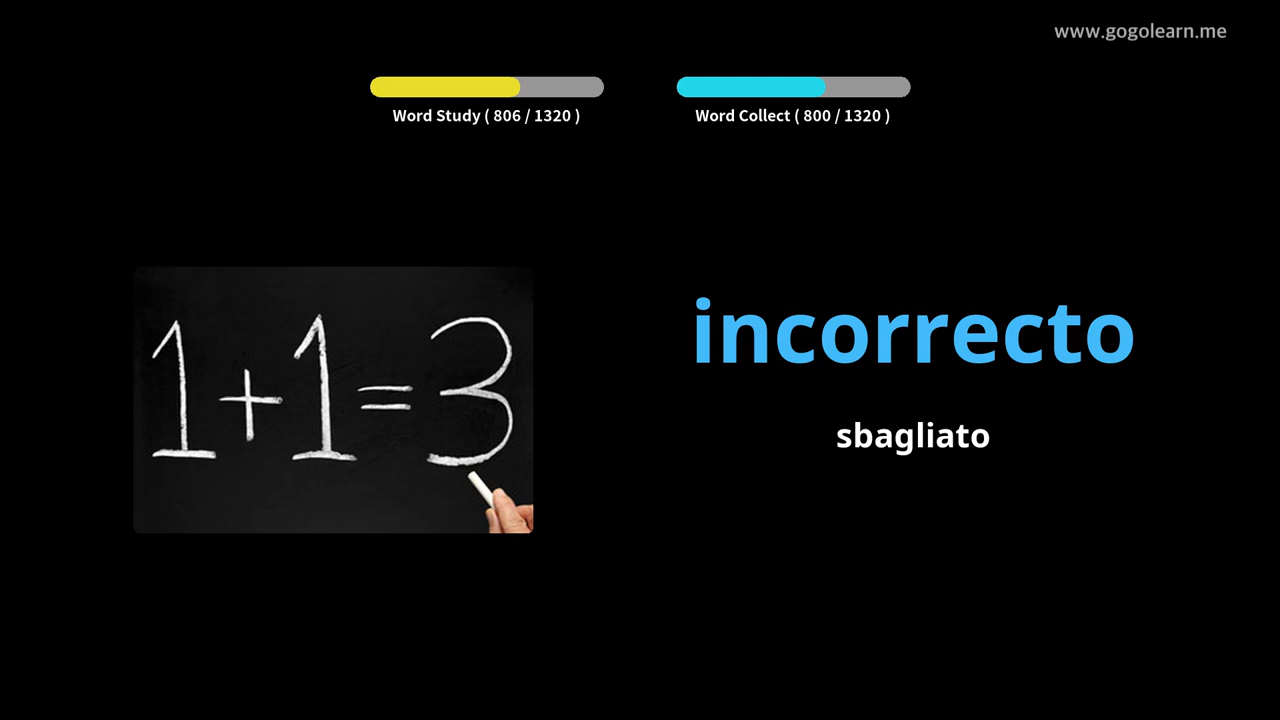 www.gogolearn.me
Word Study ( 806 / 1320 )
Word Collect ( 800 / 1320 )
1+1=3
incorrecto
sbagliato